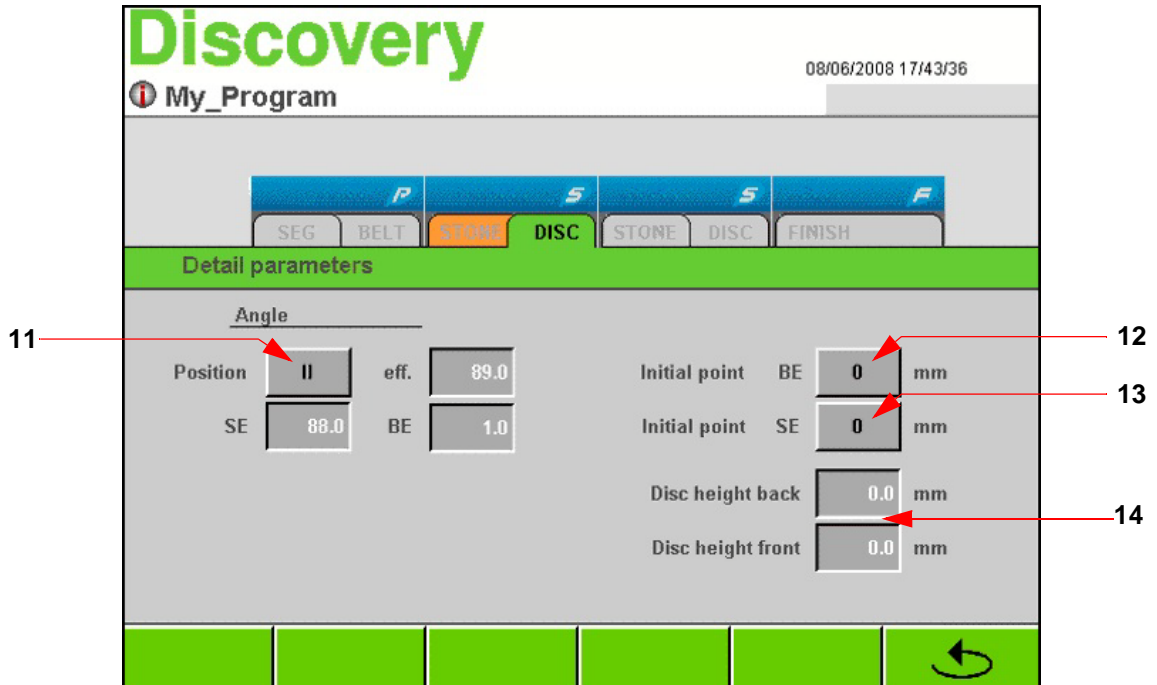 Discovery
08/06/2008 17/43/36
My_Program
P S S F
SEG BELT STONE DISC STONE DISC FINISH
Detail parameters
Angle
11
Position II eff. 89.0
SE 88.0 BE 1.0
Initial point BE 0 mm
12
Initial point SE 0 mm
13
Disc height back 0.0 mm
14
Disc height front 0.0 mm